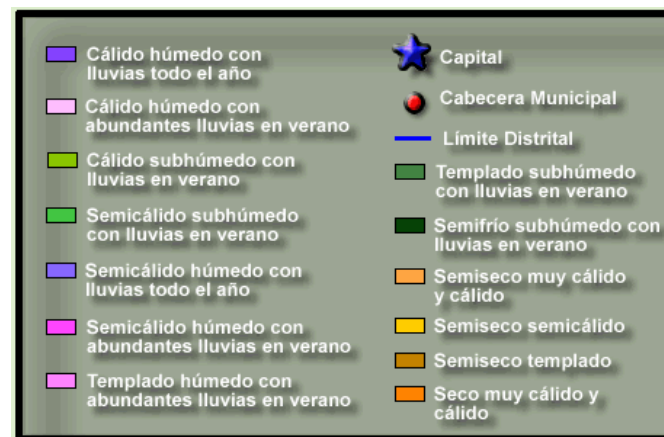 Cálido húmedo con
lluvias todo el año
Cálido húmedo con
abundantes lluvias en verano
Cálido subhúmedo con
lluvias en verano
Semicálido subhúmedo
con lluvias en verano
Semicálido húmedo con
lluvias todo el año
Semicálido húmedo con
abundantes lluvias en verano
Templado húmedo con
abundantes lluvias en verano
Capital
Cabecera Municipal
Límite Distrital
Templado subhúmedo
con lluvias en verano
Semifrío subhúmedo con
lluvias en verano
Semiseco muy cálido
y cálido
Semiseco semicálido
Semiseco templado
Seco muy cálido y
cálido